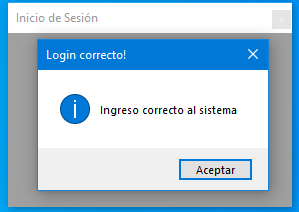 Inicio de Sesión
Login correcto!
Ingreso correcto al sistema
Aceptar